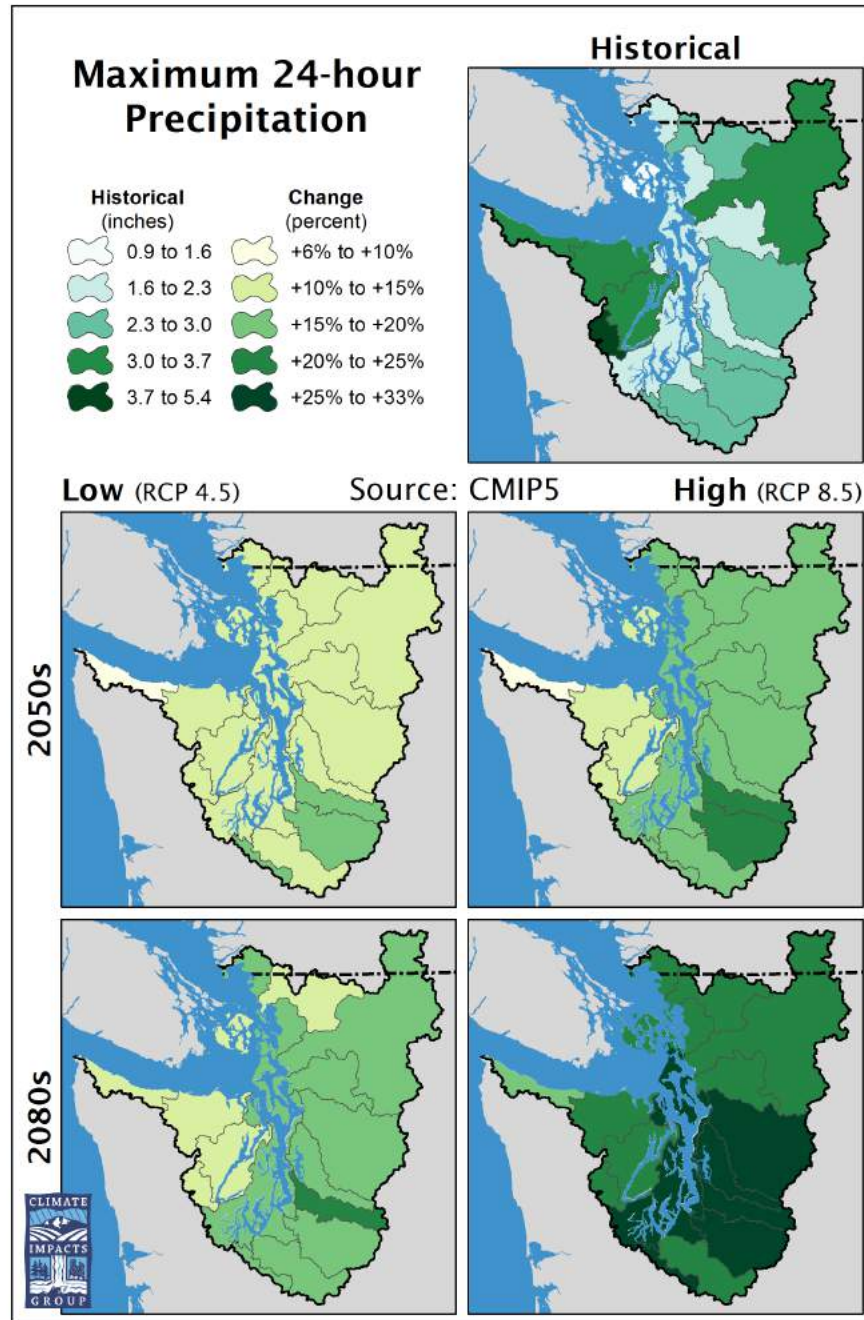 Maximum 24-hour
Precipitation
Historical
Historical
(inches)
Change
(percent)
0.9 to 1.6
+6% to +10%
1.6 to 2.3
+10% to +15%
2.3 to 3.0
+15% to +20%
3.0 to 3.7
+20% to +25%
3.7 to 5.4
+25% to +33%
Low (RCP 4.5)
Source: CMIP5
High (RCP 8.5)
2050s
2080s
CLIMATE
IMPACTS
GROUP